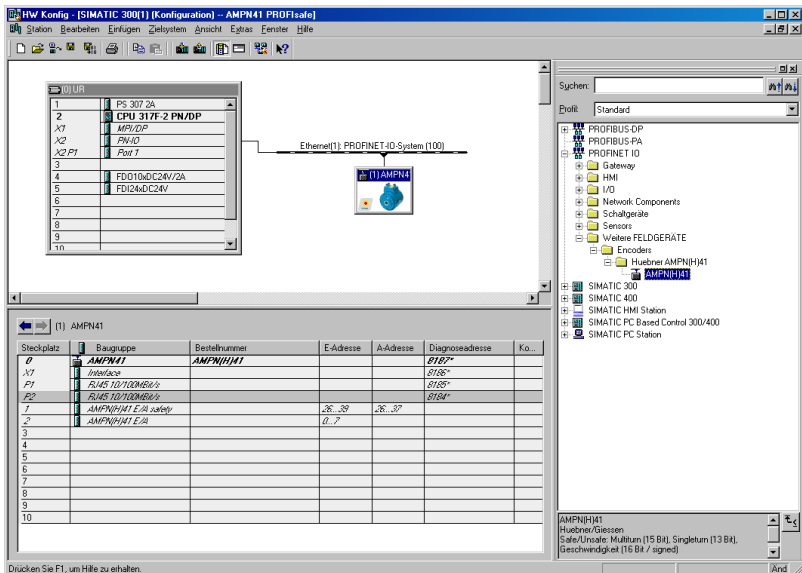 HW Konfig - [SIMATIC 300(1) (Konfiguration) -- AMPN41 PROFIsafe]
Station Bearbeiten Einfügen Zielsystem Ansicht Extras Fenster Hilfe
(0) UR
1 PS 307 2A
2 CPU 317F-2 PN/DP
X1 MPI/DP
X2 PN-IO
X2 P1 Port 1
3
4 FDO10xDC24V/2A
5 FDI24xDC24V
6
7
8
9
10
Ethernet(1): PROFINET-IO-System (100)
(1) AMPN4
Suchen:
Profil: Standard
PROFIBUS-DP
PROFIBUS-PA
PROFINET IO
Gateway
HMI
I/O
Network Components
Schaltgeräte
Sensors
Weitere FELDGERÄTE
Encoders
Huebner AMPN(H)41
AMPN(H)41
SIMATIC 300
SIMATIC 400
SIMATIC HMI Station
SIMATIC PC Based Control 300/400
SIMATIC PC Station
(1) AMPN41
Steckplatz Baugruppe Bestellnummer E-Adresse A-Adresse Diagnoseadresse Ko...
0 AMPN41 AMPN(H)41 8187*
X1 Interface 8186*
P1 RJ45 10/100MBit/s 8185*
P2 RJ45 10/100MBit/s 8184*
1 AMPN(H)41 E/A safety 26...39 26...37
2 AMPN(H)41 E/A 0...7
3
4
5
6
7
8
9
10
AMPN(H)41
Huebner/Giessen
Safe/Unsafe: Multiturn (15 Bit), Singleturn (13 Bit),
Geschwindigkeit (16 Bit / signed)
Drücken Sie F1, um Hilfe zu erhalten.
Änd